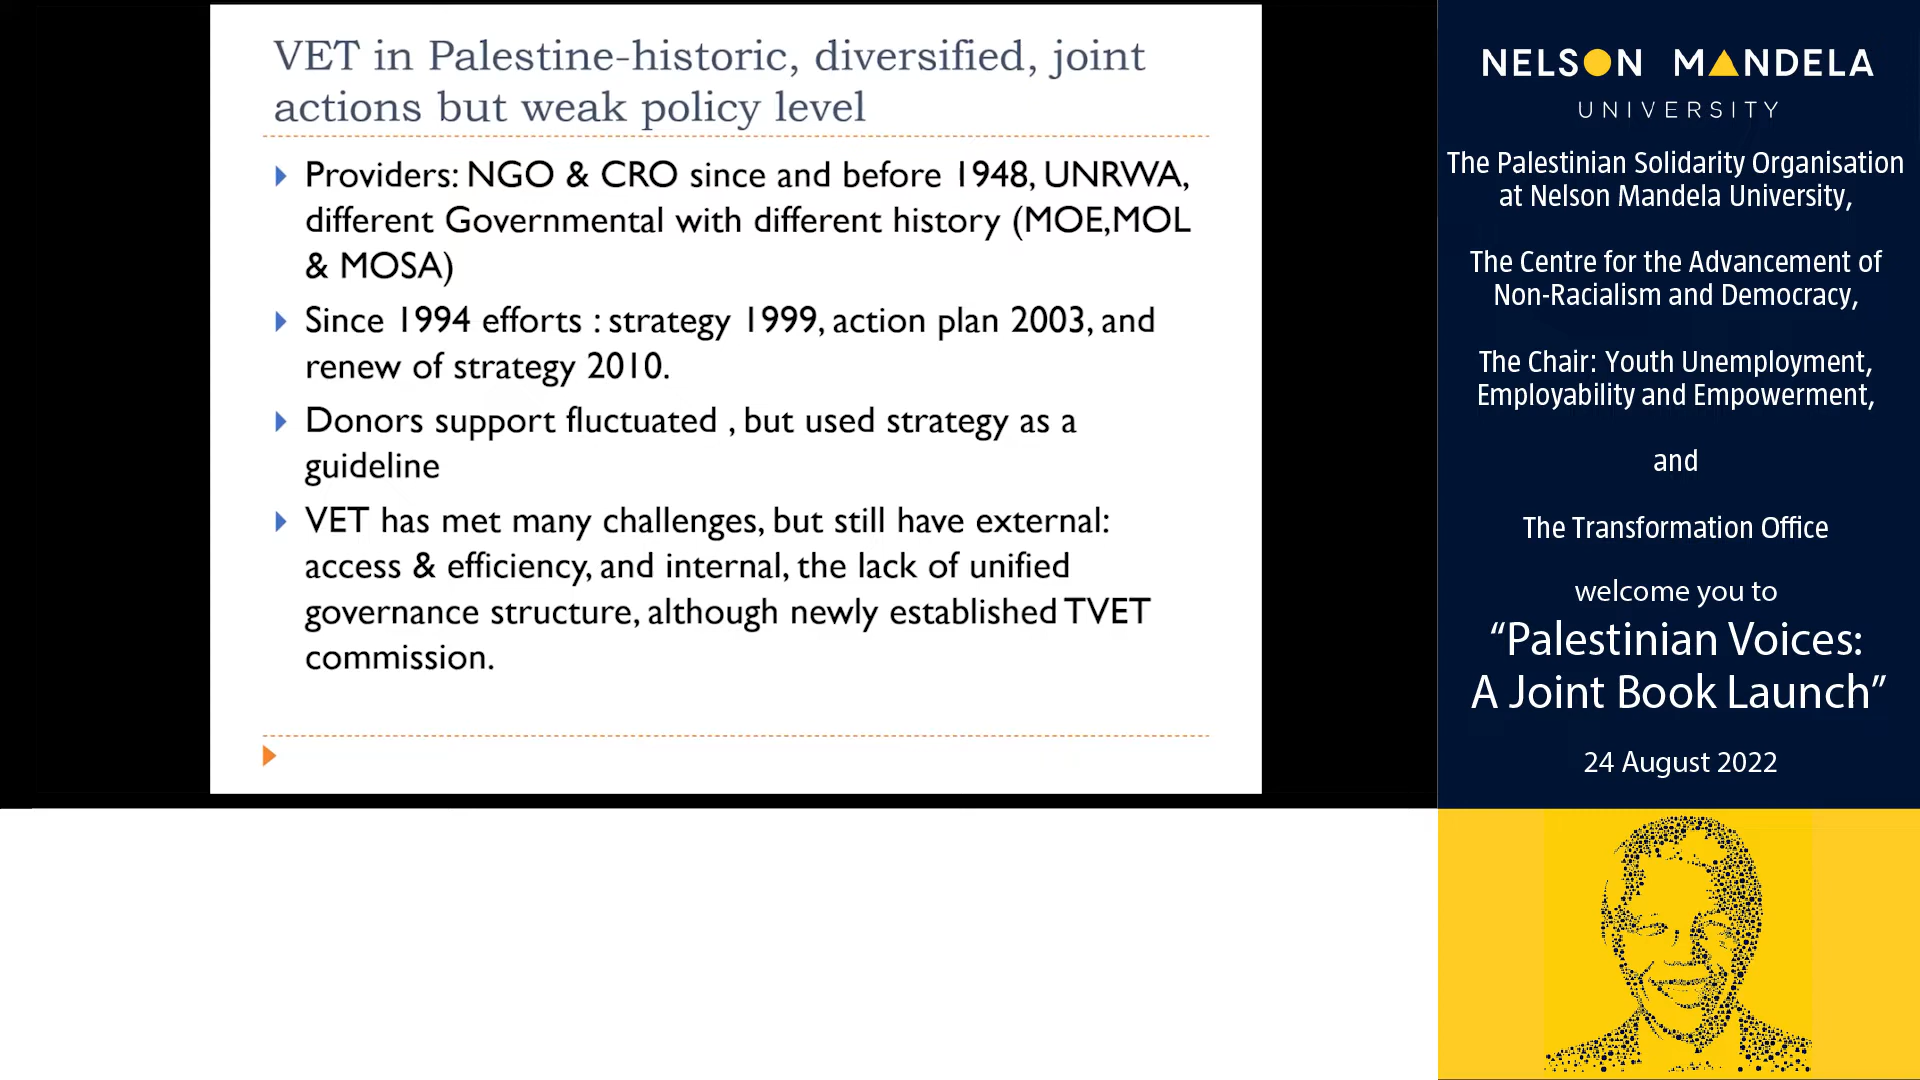 VET in Palestine-historic, diversified, joint
actions but weak policy level
Providers: NGO & CRO since and before 1948, UNRWA,
different Governmental with different history (MOE,MOL
& MOSA)
Since 1994 efforts : strategy 1999, action plan 2003, and
renew of strategy 2010.
Donors support fluctuated , but used strategy as a
guideline
VET has met many challenges, but still have external:
access & efficiency, and internal, the lack of unified
governance structure, although newly established TVET
commission.
NELSON MANDELA
UNIVERSITY
The Palestinian Solidarity Organisation
at Nelson Mandela University,
The Centre for the Advancement of
Non-Racialism and Democracy,
The Chair: Youth Unemployment,
Employability and Empowerment,
and
The Transformation Office
welcome you to
“Palestinian Voices:
A Joint Book Launch”
24 August 2022